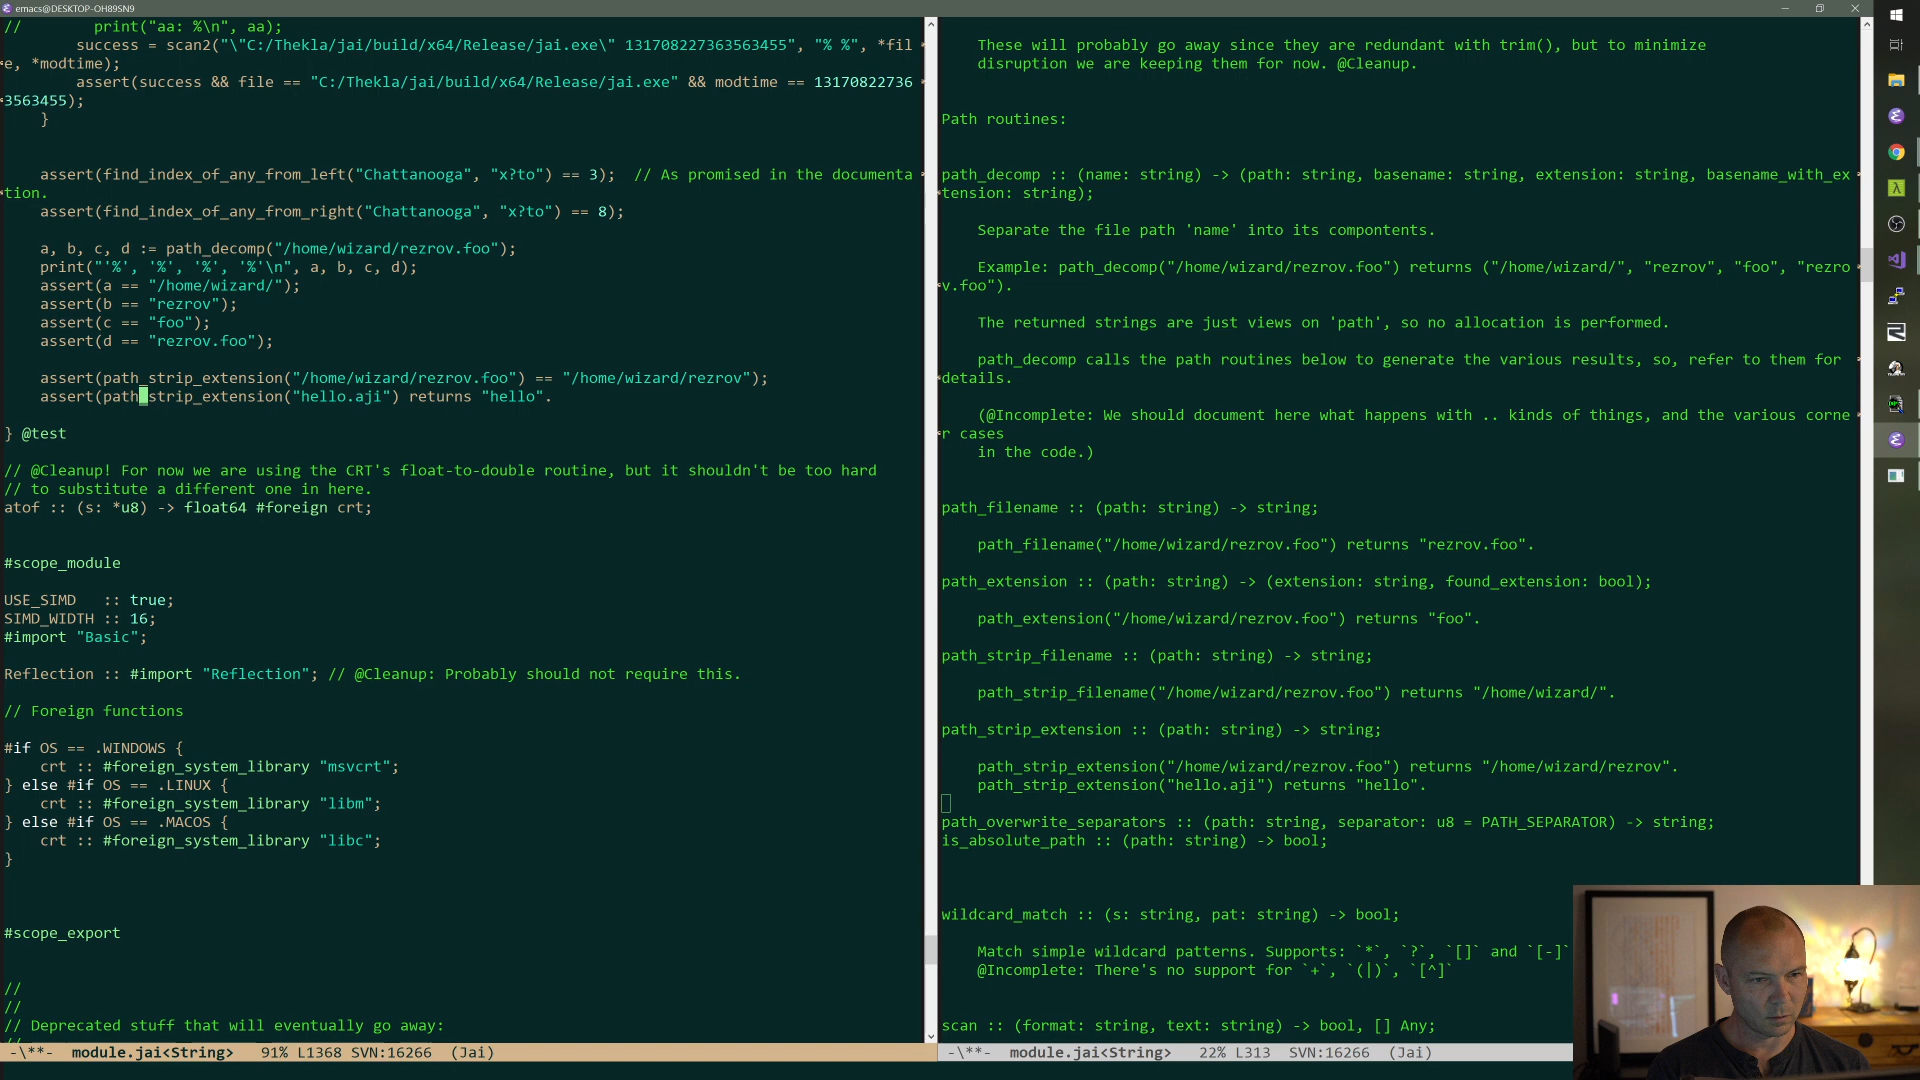 emacs@DESKTOP-OH89SN9
//        print("aa: %\n", aa);
        success = scan2("\"C:/Thekla/jai/build/x64/Release/jai.exe\" 131708227363563455", "% %", *fil
e, *modtime);
        assert(success && file == "C:/Thekla/jai/build/x64/Release/jai.exe" && modtime == 13170822736
3563455);
    }
    assert(find_index_of_any_from_left("Chattanooga", "x?to") == 3);  // As promised in the documenta
tion.
    assert(find_index_of_any_from_right("Chattanooga", "x?to") == 8);
    a, b, c, d := path_decomp("/home/wizard/rezrov.foo");
    print("'%', '%', '%', '%'\n", a, b, c, d);
    assert(a == "/home/wizard/");
    assert(b == "rezrov");
    assert(c == "foo");
    assert(d == "rezrov.foo");
    assert(path_strip_extension("/home/wizard/rezrov.foo") == "/home/wizard/rezrov");
    assert(path_strip_extension("hello.aji") returns "hello".
} @test
// @Cleanup! For now we are using the CRT's float-to-double routine, but it shouldn't be too hard
// to substitute a different one in here.
atof :: (s: *u8) -> float64 #foreign crt;
#scope_module
USE_SIMD   :: true;
SIMD_WIDTH :: 16;
#import "Basic";
Reflection :: #import "Reflection"; // @Cleanup: Probably should not require this.
// Foreign functions
#if OS == .WINDOWS {
    crt :: #foreign_system_library "msvcrt";
} else #if OS == .LINUX {
    crt :: #foreign_system_library "libm";
} else #if OS == .MACOS {
    crt :: #foreign_system_library "libc";
}
#scope_export
//
//
// Deprecated stuff that will eventually go away:
-\**-  module.jai<String>   91% L1368 SVN:16266  (Jai)
    These will probably go away since they are redundant with trim(), but to minimize
    disruption we are keeping them for now. @Cleanup.
Path routines:
path_decomp :: (name: string) -> (path: string, basename: string, extension: string, basename_with_ex
tension: string);
    Separate the file path 'name' into its compontents.
    Example: path_decomp("/home/wizard/rezrov.foo") returns ("/home/wizard/", "rezrov", "foo", "rezro
v.foo").
    The returned strings are just views on 'path', so no allocation is performed.
    path_decomp calls the path routines below to generate the various results, so, refer to them for
details.
    (@Incomplete: We should document here what happens with .. kinds of things, and the various corne
r cases
    in the code.)
path_filename :: (path: string) -> string;
    path_filename("/home/wizard/rezrov.foo") returns "rezrov.foo".
path_extension :: (path: string) -> (extension: string, found_extension: bool);
    path_extension("/home/wizard/rezrov.foo") returns "foo".
path_strip_filename :: (path: string) -> string;
    path_strip_filename("/home/wizard/rezrov.foo") returns "/home/wizard/".
path_strip_extension :: (path: string) -> string;
    path_strip_extension("/home/wizard/rezrov.foo") returns "/home/wizard/rezrov".
    path_strip_extension("hello.aji") returns "hello".
path_overwrite_separators :: (path: string, separator: u8 = PATH_SEPARATOR) -> string;
is_absolute_path :: (path: string) -> bool;
wildcard_match :: (s: string, pat: string) -> bool;
    Match simple wildcard patterns. Supports: `*`, `?`, `[]` and `[-]`
    @Incomplete: There's no support for `+`, `(|)`, `[^]`
scan :: (format: string, text: string) -> bool, [] Any;
-\**-  module.jai<String>   22% L313  SVN:16266  (Jai)